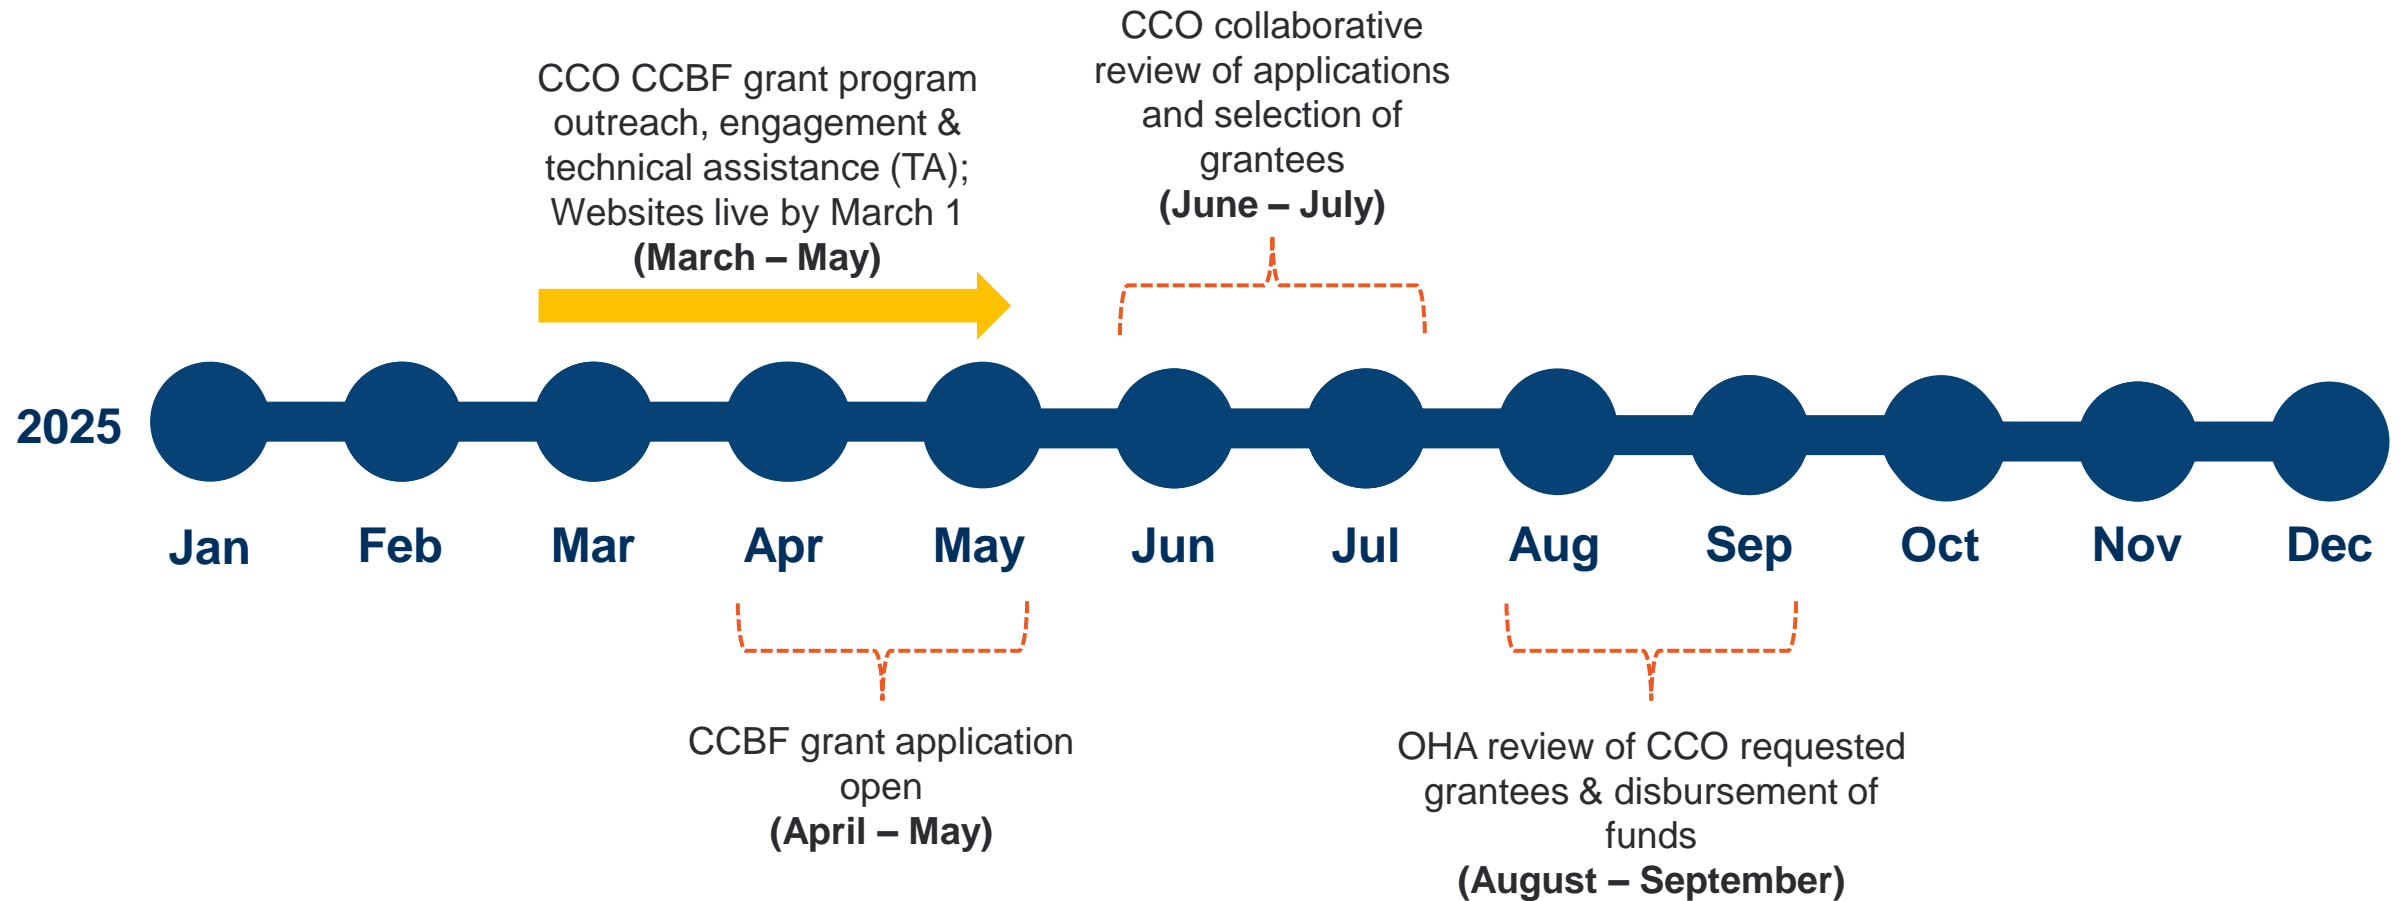 CCO CCBF grant program
outreach, engagement &
technical assistance (TA);
Websites live by March 1
(March – May)
CCO collaborative
review of applications
and selection of
grantees
(June – July)
2025
Jan
Feb
Mar
Apr
May
Jun
Jul
Aug
Sep
Oct
Nov
Dec
CCBF grant application
open
(April – May)
OHA review of CCO requested
grantees & disbursement of
funds
(August – September)